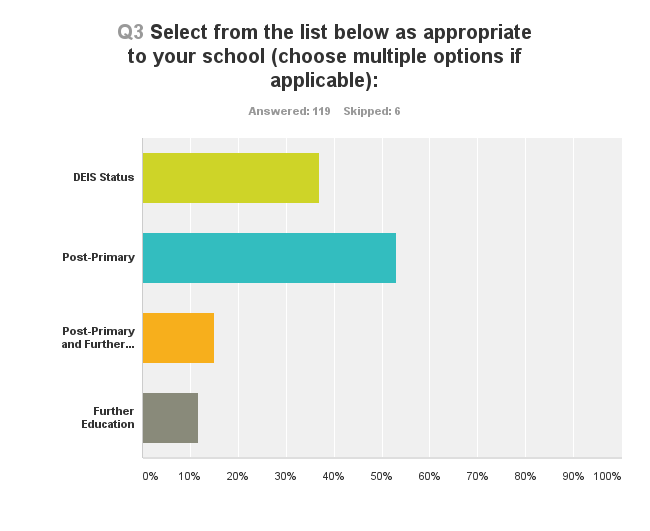 Q3 Select from the list below as appropriate
to your school (choose multiple options if
applicable):
Answered: 119 Skipped: 6
DEIS Status
Post-Primary
Post-Primary
and Further...
Further
Education
0% 10% 20% 30% 40% 50% 60% 70% 80% 90% 100%